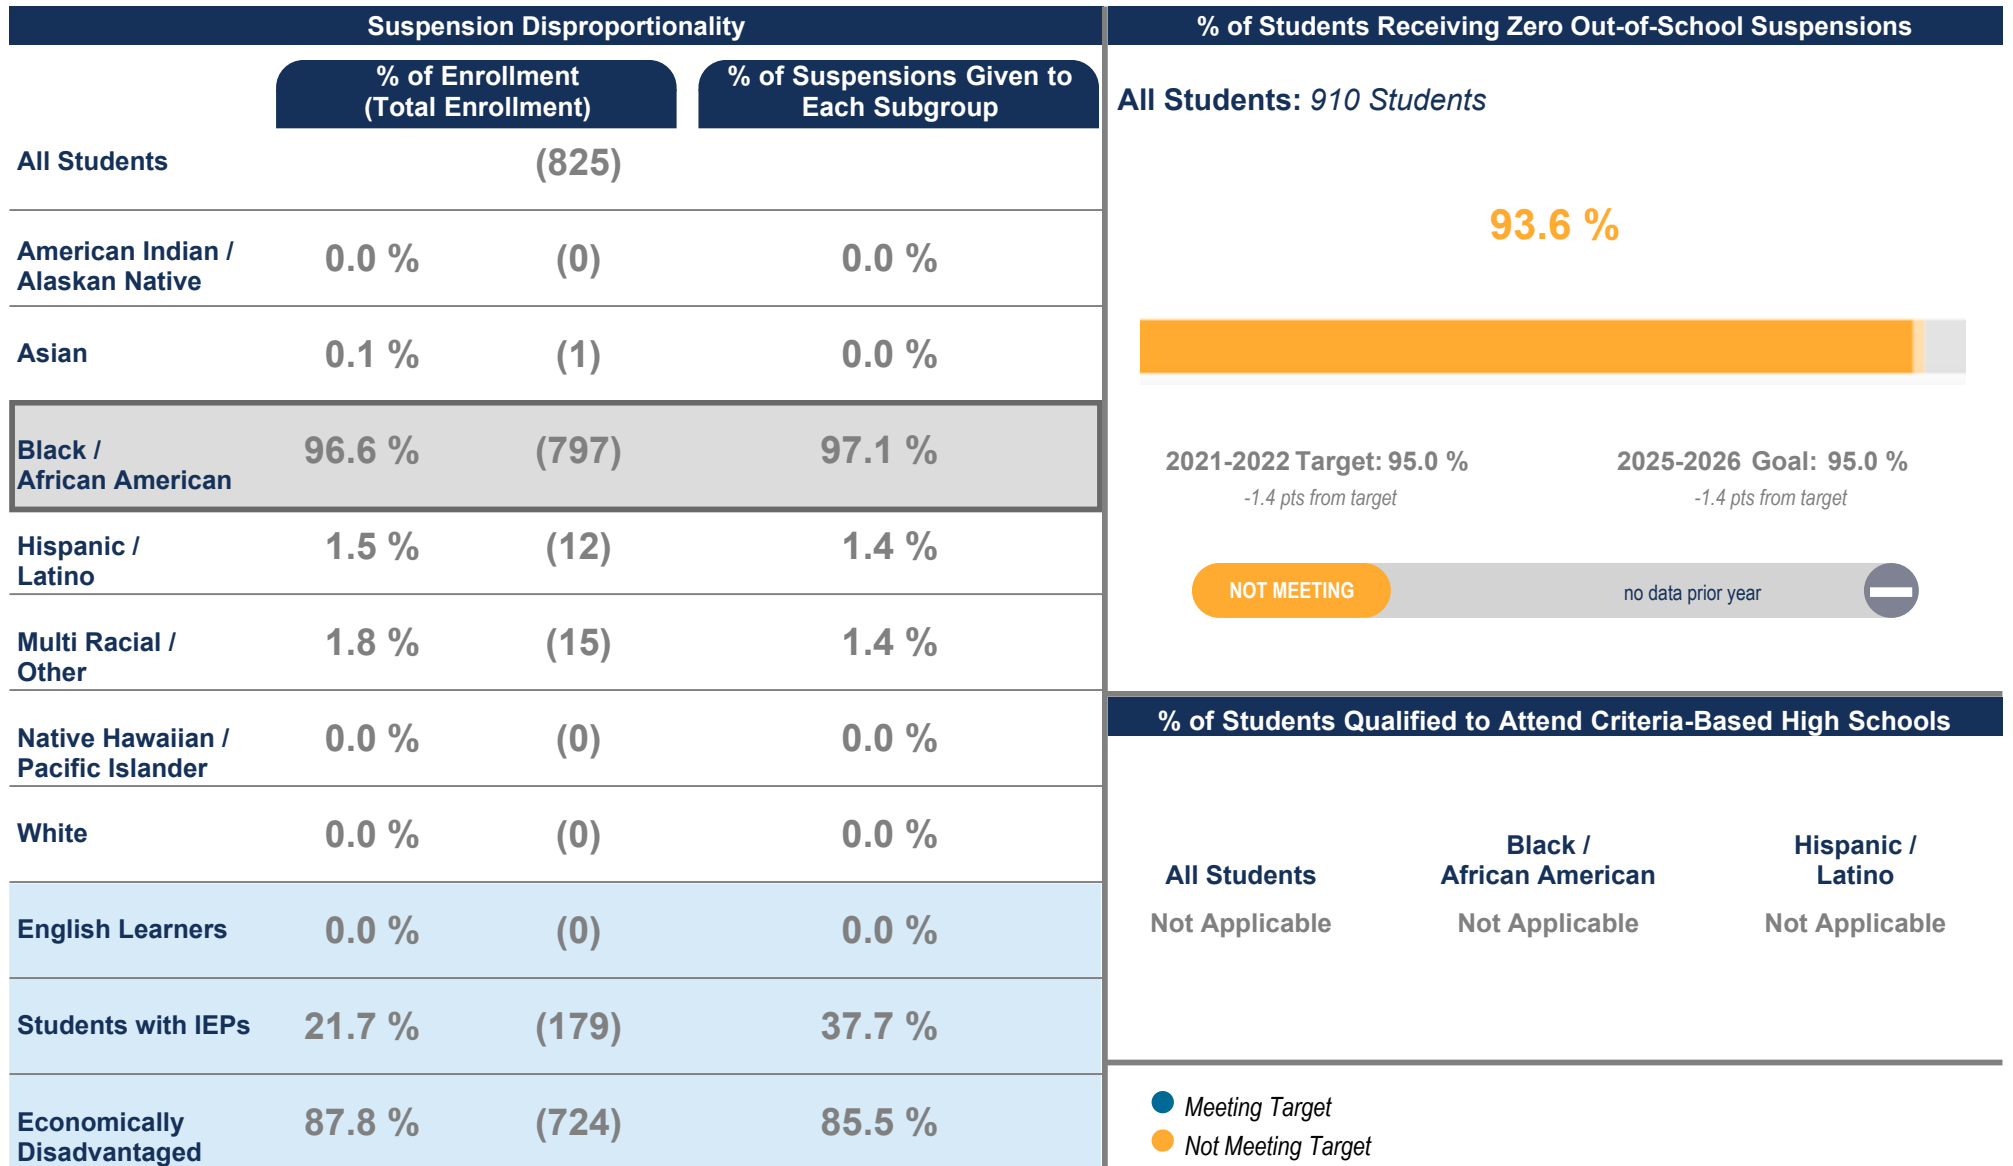 Suspension Disproportionality
% of Enrollment
(Total Enrollment)
% of Suspensions Given to
Each Subgroup
All Students
(825)
American Indian /
Alaskan Native
0.0 % (0) 0.0 %
Asian 0.1 % (1) 0.0 %
Black /
African American
96.6 % (797) 97.1 %
Hispanic /
Latino
1.5 % (12) 1.4 %
Multi Racial /
Other
1.8 % (15) 1.4 %
Native Hawaiian /
Pacific Islander
0.0 % (0) 0.0 %
White 0.0 % (0) 0.0 %
English Learners 0.0 % (0) 0.0 %
Students with IEPs 21.7 % (179) 37.7 %
Economically
Disadvantaged
87.8 % (724) 85.5 %
% of Students Receiving Zero Out-of-School Suspensions
All Students: 910 Students
93.6 %
2021-2022 Target: 95.0 %
-1.4 pts from target
2025-2026 Goal: 95.0 %
-1.4 pts from target
NOT MEETING
no data prior year
% of Students Qualified to Attend Criteria-Based High Schools
All Students
Not Applicable
Black /
African American
Not Applicable
Hispanic /
Latino
Not Applicable
Meeting Target
Not Meeting Target